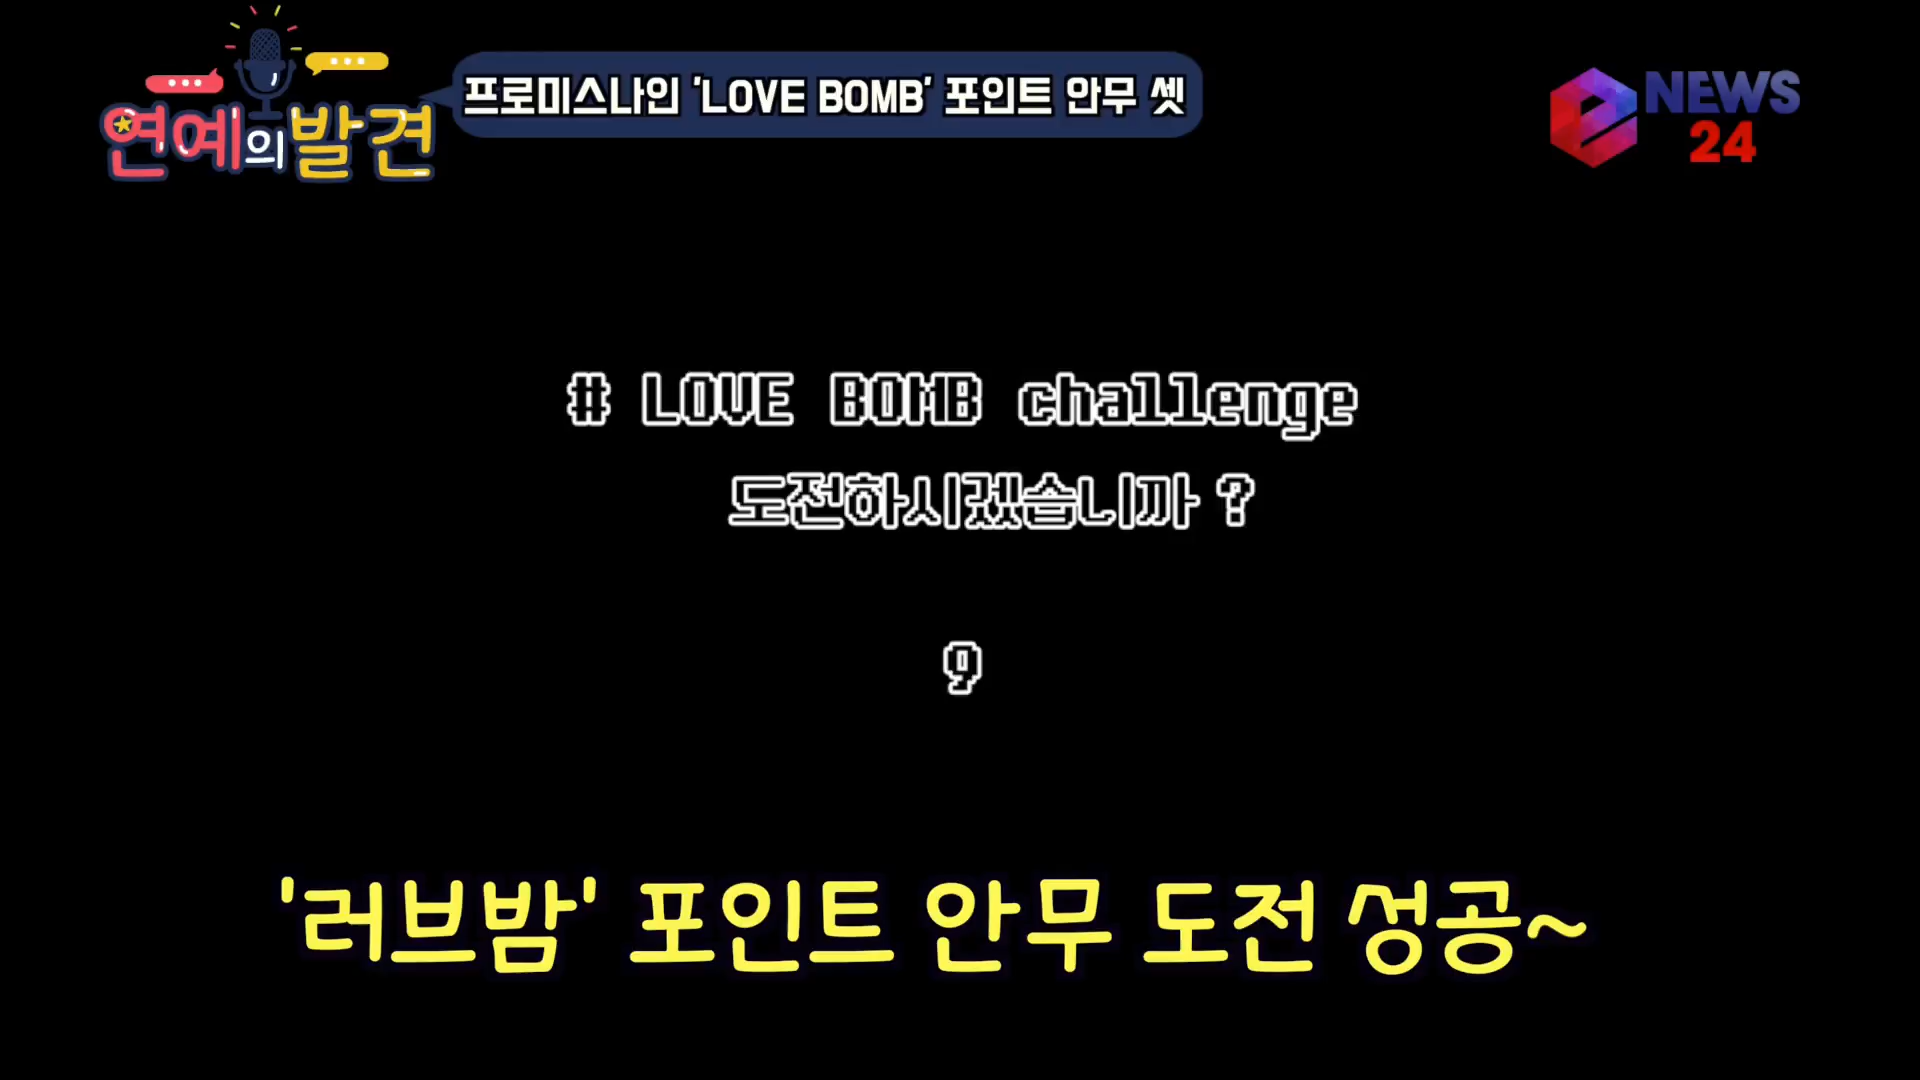 연예의발견
프로미스나인 'LOVE BOMB' 포인트 안무 셋
NEWS
24
# LOVE BOMB challenge
도전하시겠습니까 ?
9
'러브밤' 포인트 안무 도전 성공~